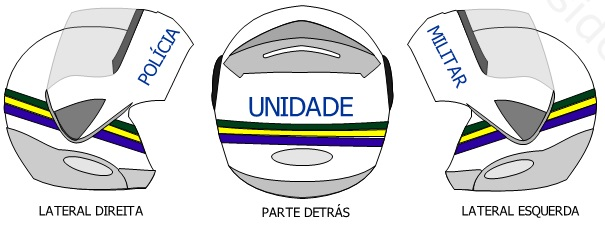 POLÍCIA
UNIDADE
MILITAR
LATERAL DIREITA
PARTE DETRÁS
LATERAL ESQUERDA